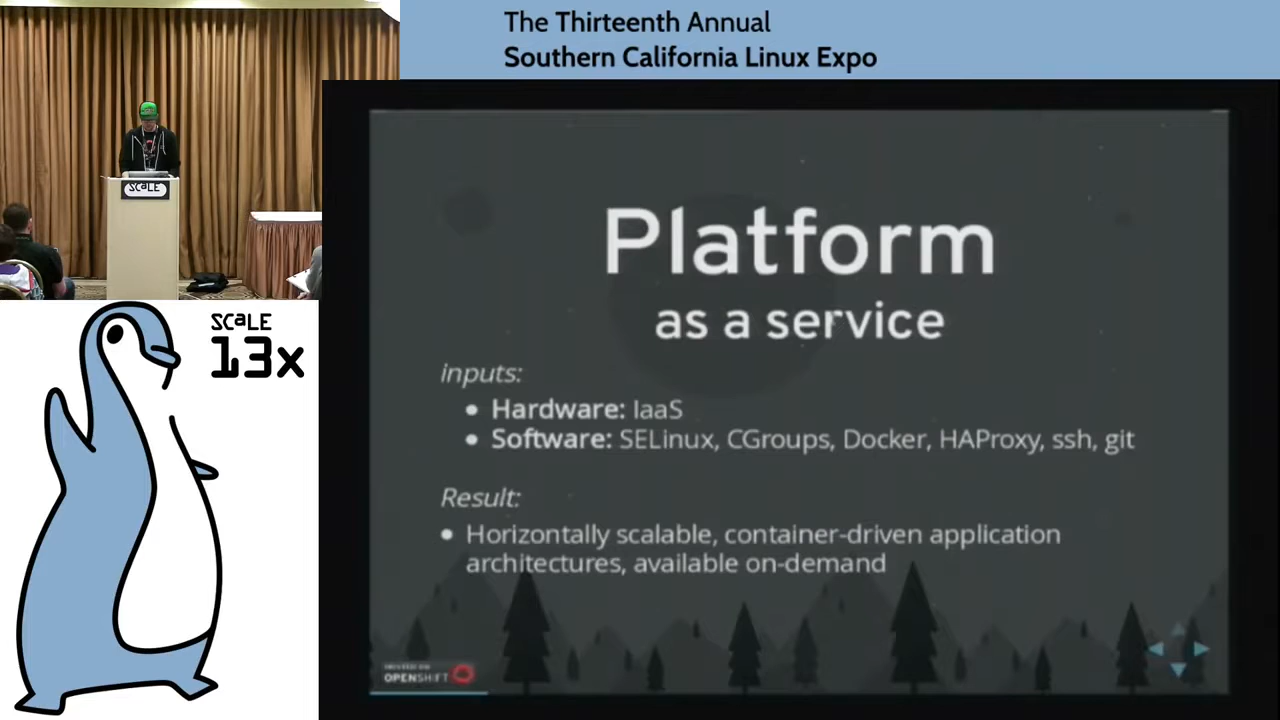 The Thirteenth Annual
Southern California Linux Expo
SCALE
SCALE
13x
Platform
as a service
inputs:
• Hardware: IaaS
• Software: SELinux, CGroups, Docker, HAProxy, ssh, git
Result:
• Horizontally scalable, container-driven application
architectures, available on-demand
OPENSHIFT